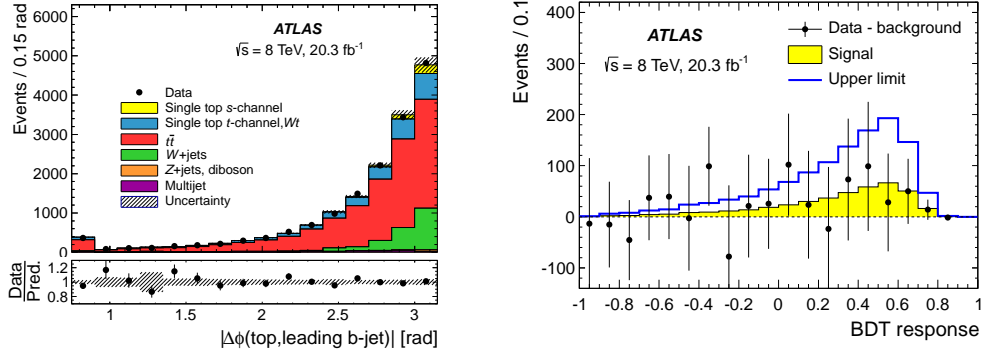 Events / 0.15 rad
6000
5000
4000
3000
2000
1000
0
ATLAS
√s = 8 TeV, 20.3 fb⁻¹
Data
Single top s-channel
Single top t-channel,Wt
tt̄
W+jets
Z+jets, diboson
Multijet
Uncertainty
Data
Pred.
1.2
1
0.8
1
1.5
2
2.5
3
|Δϕ(top,leading b-jet)| [rad]
Events / 0.1
400
300
200
100
0
-100
ATLAS
√s = 8 TeV, 20.3 fb⁻¹
Data - background
Signal
Upper limit
-1 -0.8 -0.6 -0.4 -0.2 0 0.2 0.4 0.6 0.8 1
BDT response